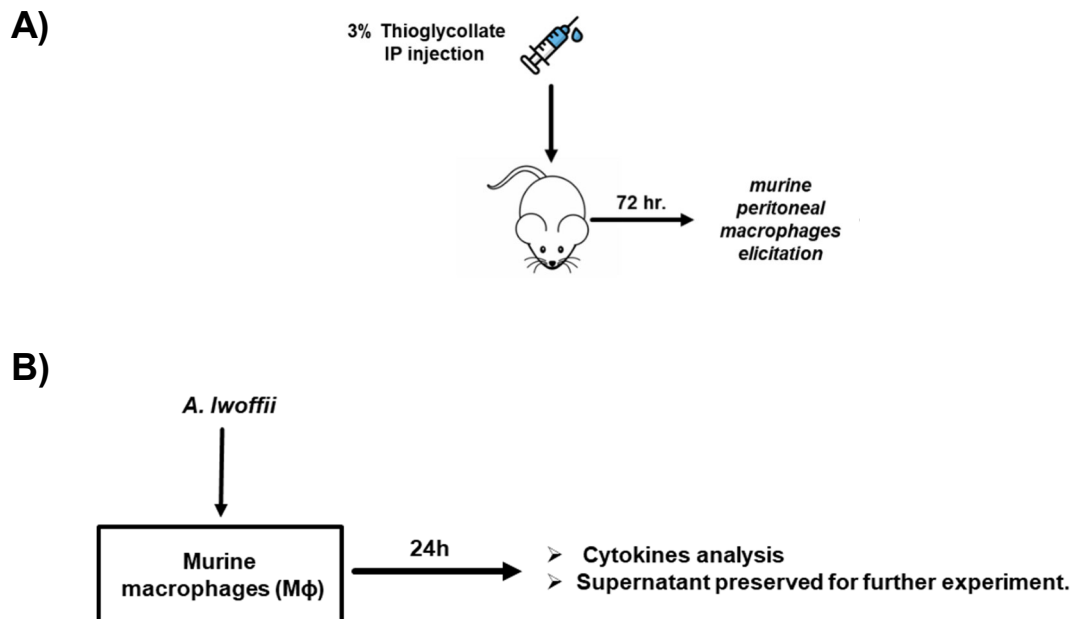 A)
3% Thioglycollate
IP injection
72 hr.
murine
peritoneal
macrophages
elicitation
B)
A. lwoffii
Murine
macrophages (Mϕ)
24h
➢ Cytokines analysis
➢ Supernatant preserved for further experiment.